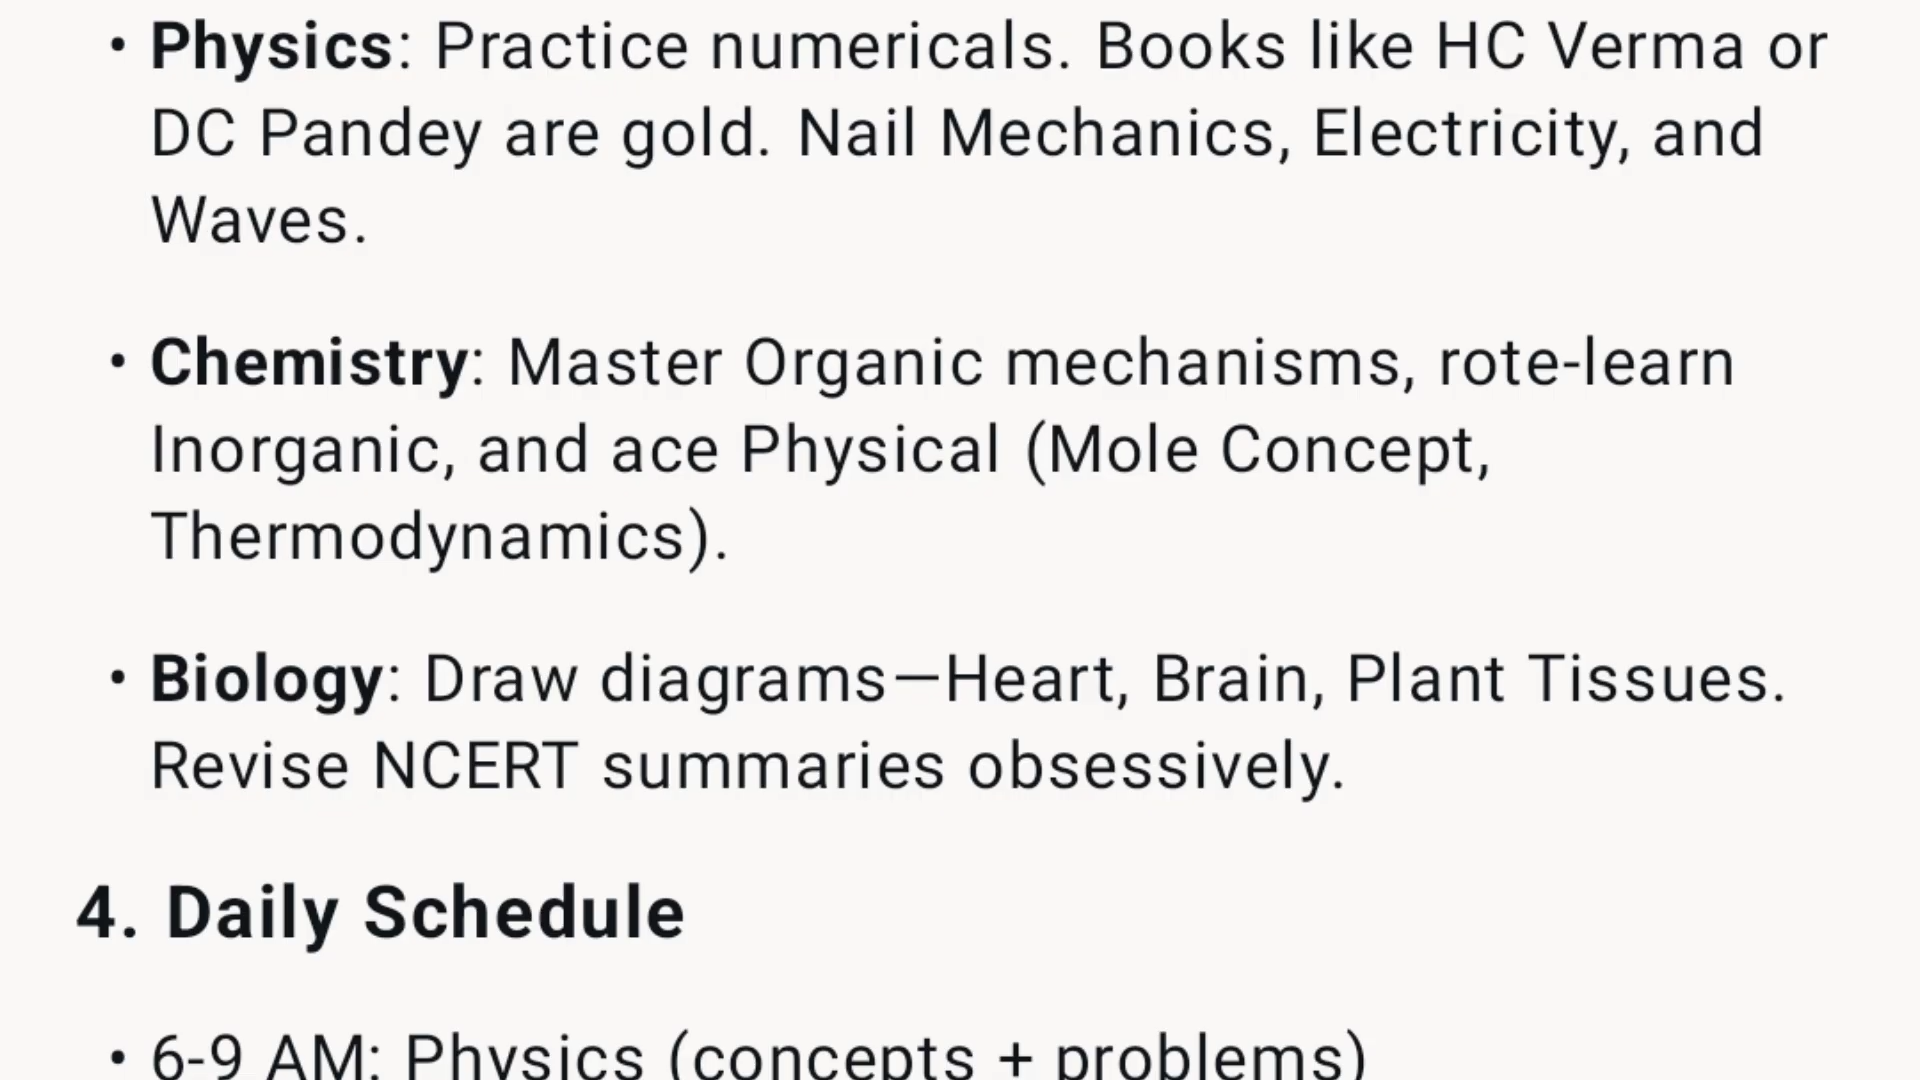 • Physics: Practice numericals. Books like HC Verma or
DC Pandey are gold. Nail Mechanics, Electricity, and
Waves.
• Chemistry: Master Organic mechanisms, rote-learn
Inorganic, and ace Physical (Mole Concept,
Thermodynamics).
• Biology: Draw diagrams—Heart, Brain, Plant Tissues.
Revise NCERT summaries obsessively.
4. Daily Schedule
• 6-9 AM: Physics (concepts + problems)